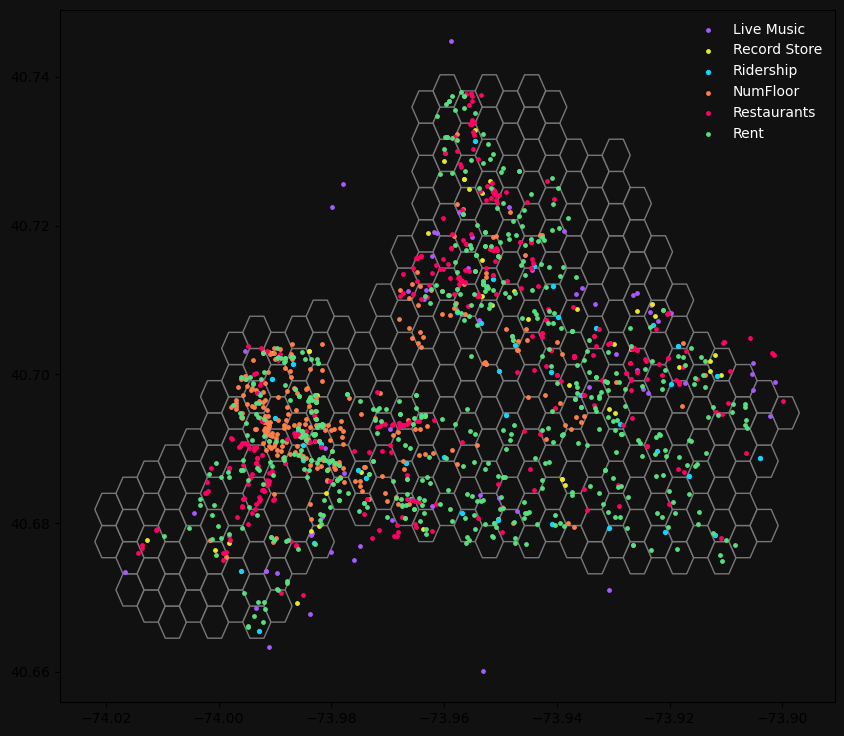 Live Music
Record Store
Ridership
NumFloor
Restaurants
Rent
40.74
40.72
40.70
40.68
40.66
−74.02 −74.00 −73.98 −73.96 −73.94 −73.92 −73.90